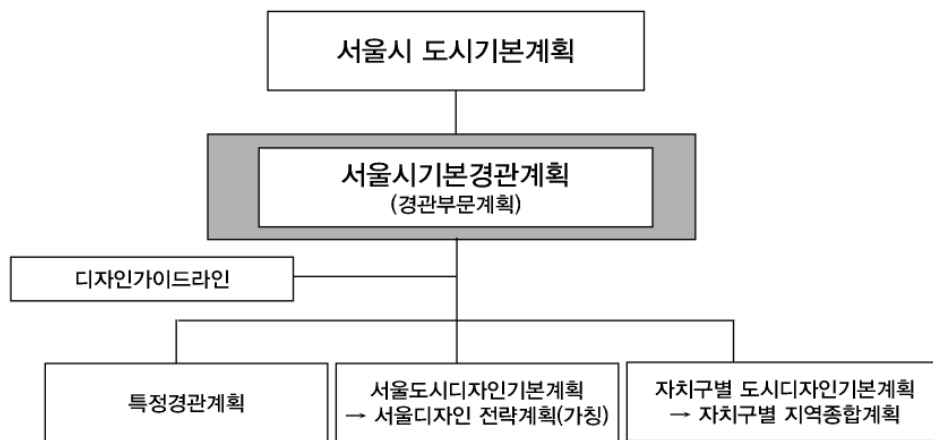 서울시 도시기본계획
서울시기본경관계획
(경관부문계획)
디자인가이드라인
특정경관계획
서울도시디자인기본계획
→ 서울디자인 전략계획(가칭)
자치구별 도시디자인기본계획
→ 자치구별 지역종합계획